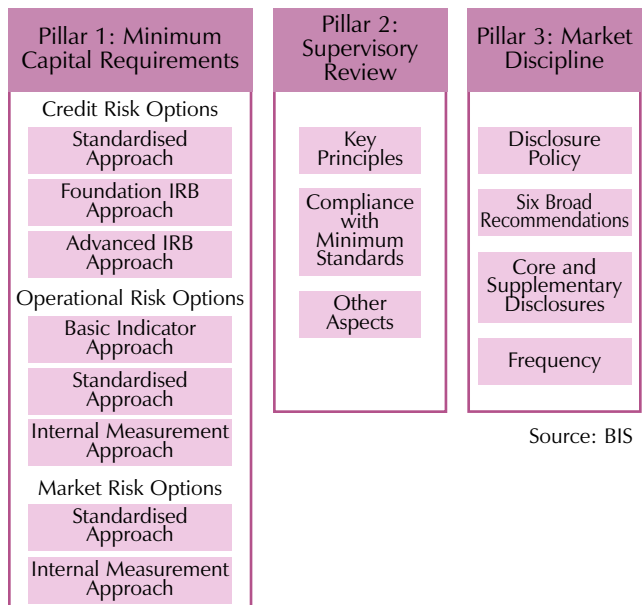 Pillar 1: Minimum
Capital Requirements
Credit Risk Options
Standardised
Approach
Foundation IRB
Approach
Advanced IRB
Approach
Operational Risk Options
Basic Indicator
Approach
Standardised
Approach
Internal Measurement
Approach
Market Risk Options
Standardised
Approach
Internal Measurement
Approach
Pillar 2:
Supervisory
Review
Key
Principles
Compliance
with
Minimum
Standards
Other
Aspects
Pillar 3: Market
Discipline
Disclosure
Policy
Six Broad
Recommendations
Core and
Supplementary
Disclosures
Frequency
Source: BIS